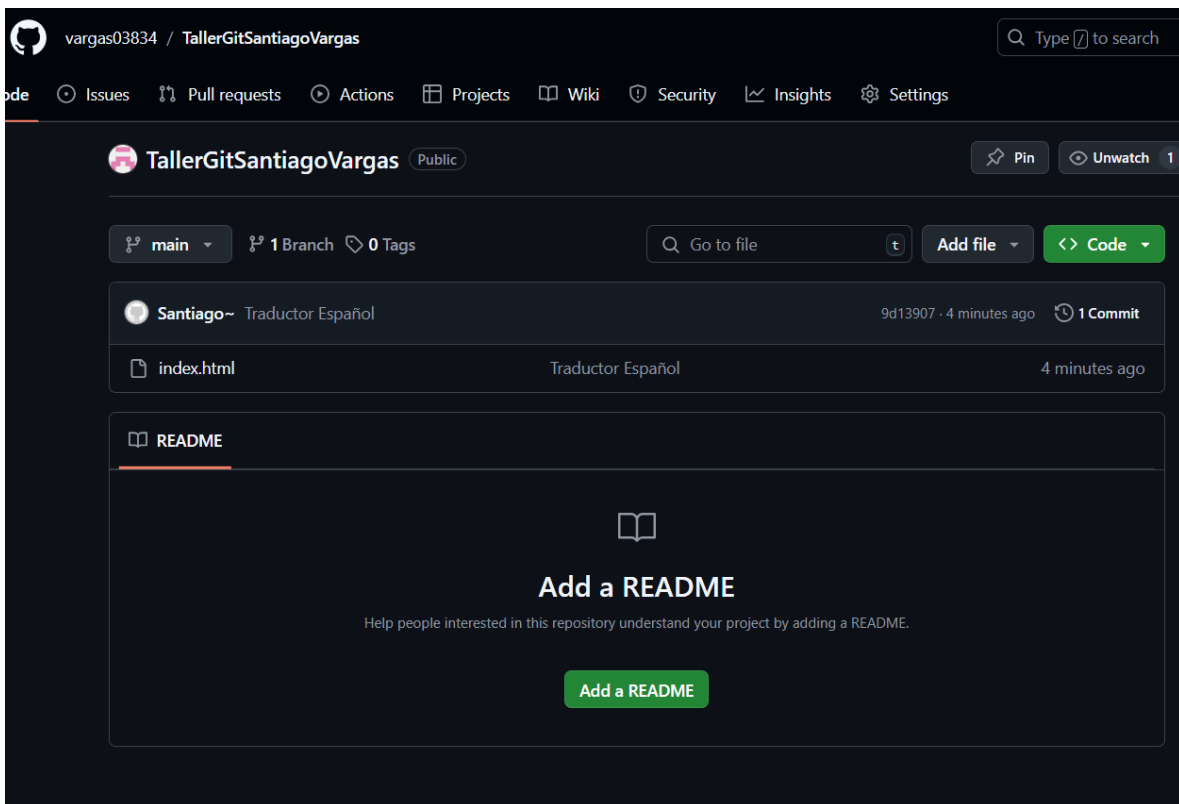 vargas03834 / TallerGitSantiagoVargas
Type / to search
ode Issues Pull requests Actions Projects Wiki Security Insights Settings
TallerGitSantiagoVargas Public
Pin Unwatch 1
main 1 Branch 0 Tags Go to file t Add file <> Code
Santiago~ Traductor Español 9d13907 · 4 minutes ago 1 Commit
index.html Traductor Español 4 minutes ago
README
Add a README
Help people interested in this repository understand your project by adding a README.
Add a README